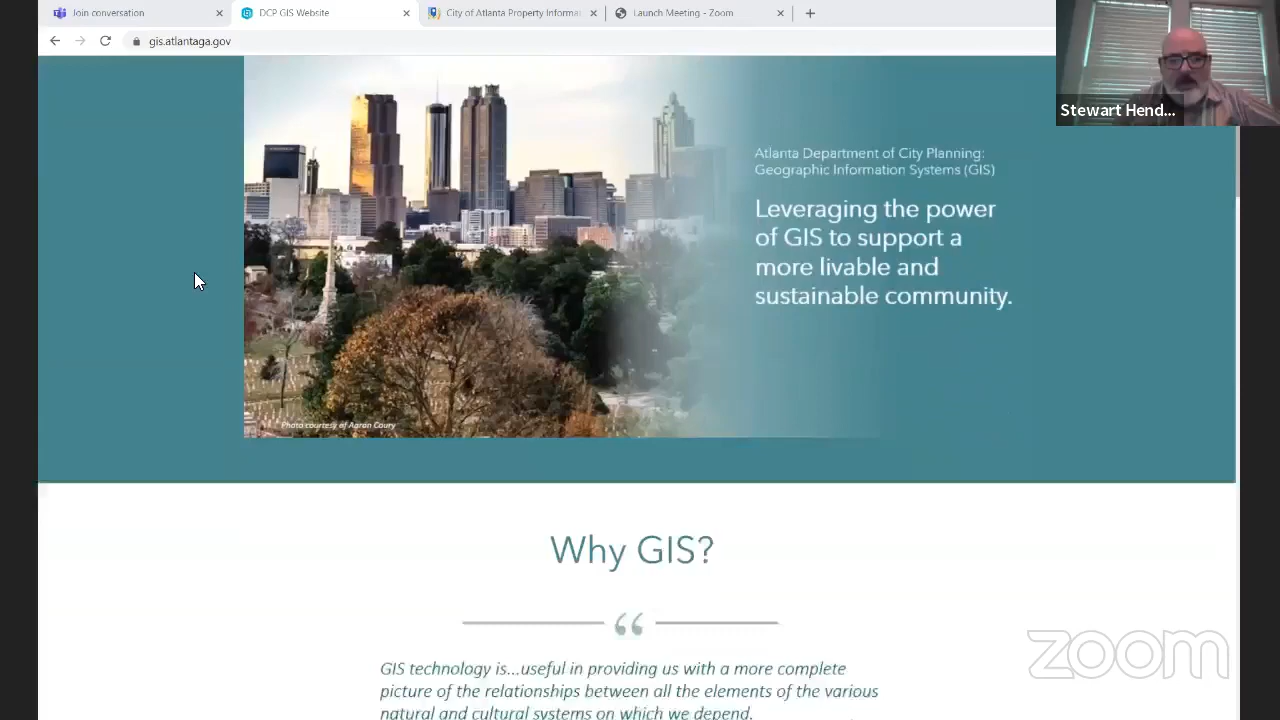 Join conversation
DCP GIS Website
City of Atlanta Property Informa
Launch Meeting - Zoom
gis.atlantaga.gov
Stewart Hend...
Atlanta Department of City Planning:
Geographic Information Systems (GIS)
Leveraging the power
of GIS to support a
more livable and
sustainable community.
Photo courtesy of Aaron Coury
Why GIS?
“
GIS technology is...useful in providing us with a more complete
picture of the relationships between all the elements of the various
natural and cultural systems on which we depend.
zoom